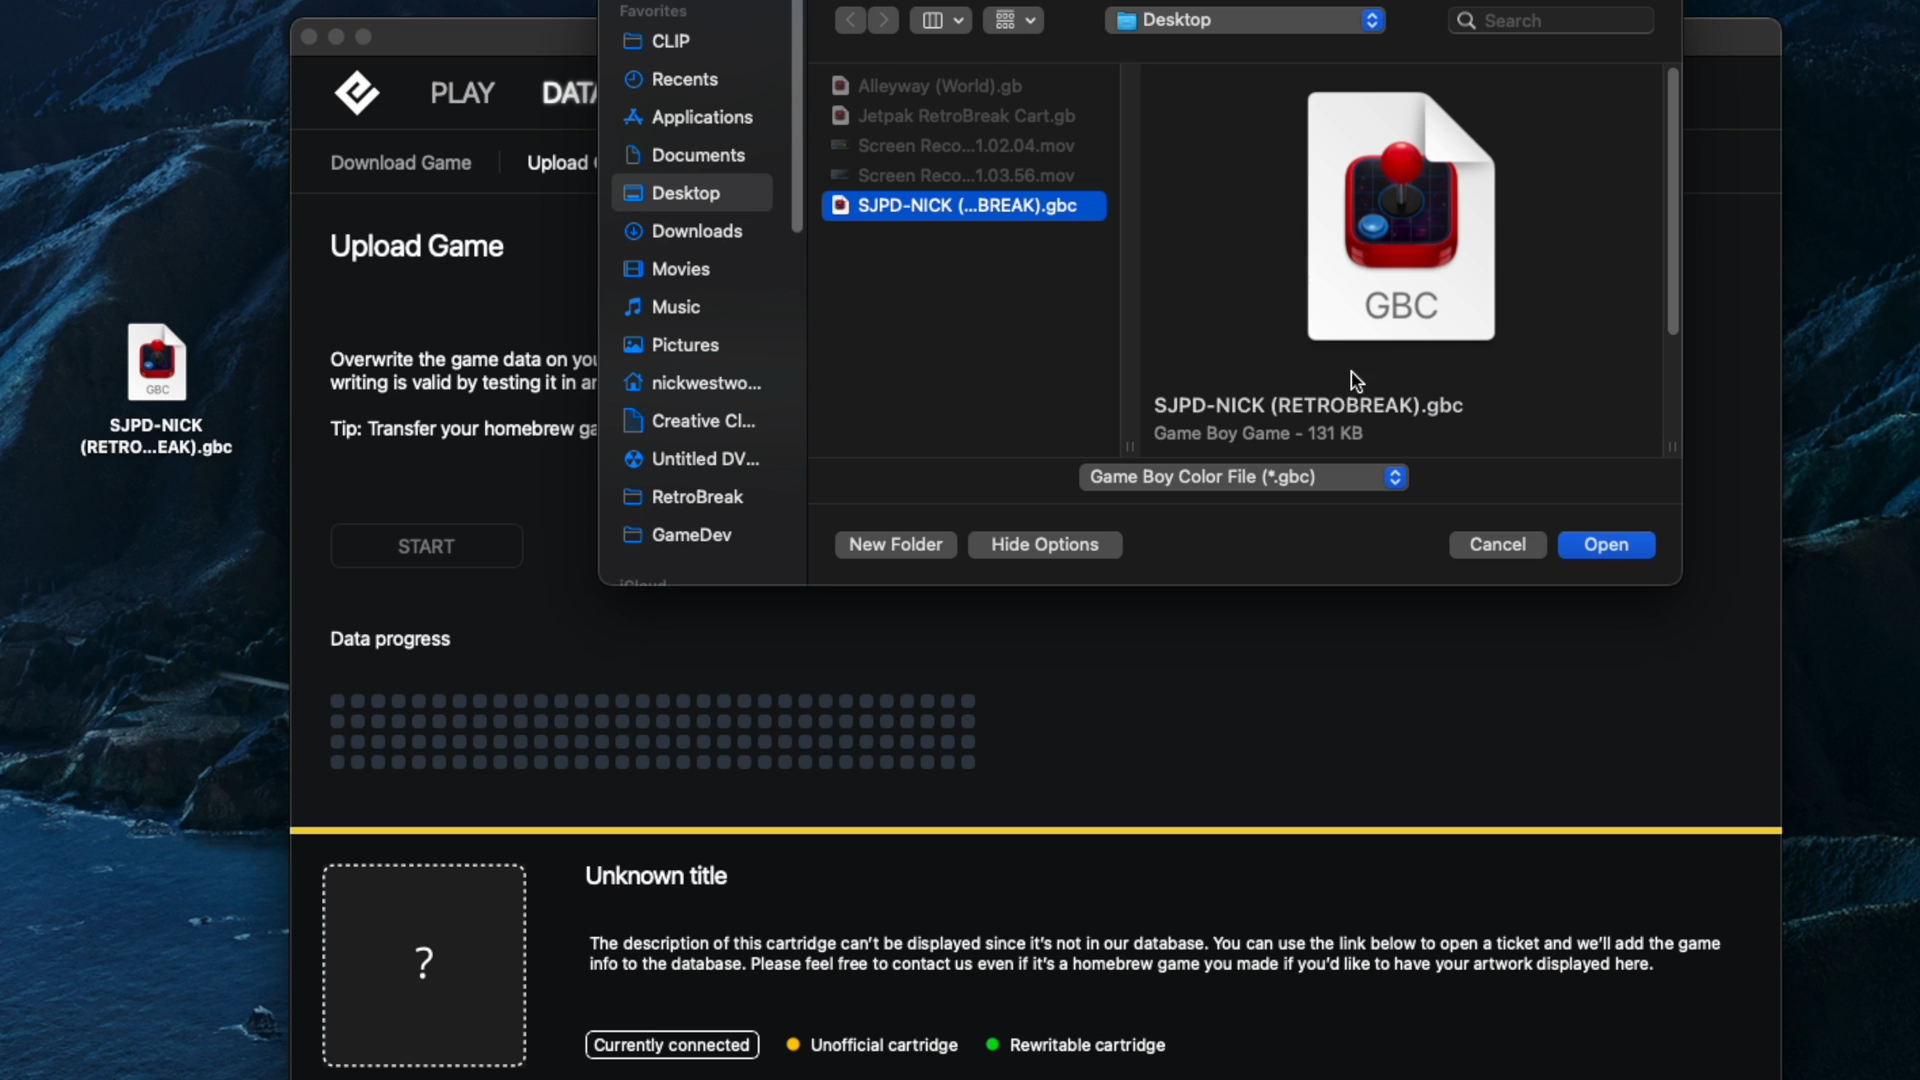 Favorites
CLIP
Recents
Applications
Documents
Desktop
Downloads
Movies
Music
Pictures
nickwestwo...
Creative Cl...
Untitled DV...
RetroBreak
GameDev
iCloud
Desktop
Search
Alleyway (World).gb
Jetpak RetroBreak Cart.gb
Screen Reco...1.02.04.mov
Screen Reco...1.03.56.mov
SJPD-NICK (...BREAK).gbc
GBC
SJPD-NICK (RETROBREAK).gbc
Game Boy Game - 131 KB
Game Boy Color File (*.gbc)
New Folder
Hide Options
Cancel
Open
PLAY
DATA
Download Game
Upload
Upload Game
Overwrite the game data on you
writing is valid by testing it in an
Tip: Transfer your homebrew ga
START
Data progress
GBC
SJPD-NICK
(RETRO...EAK).gbc
?
Unknown title
The description of this cartridge can't be displayed since it's not in our database. You can use the link below to open a ticket and we'll add the game
info to the database. Please feel free to contact us even if it's a homebrew game you made if you'd like to have your artwork displayed here.
Currently connected
Unofficial cartridge
Rewritable cartridge